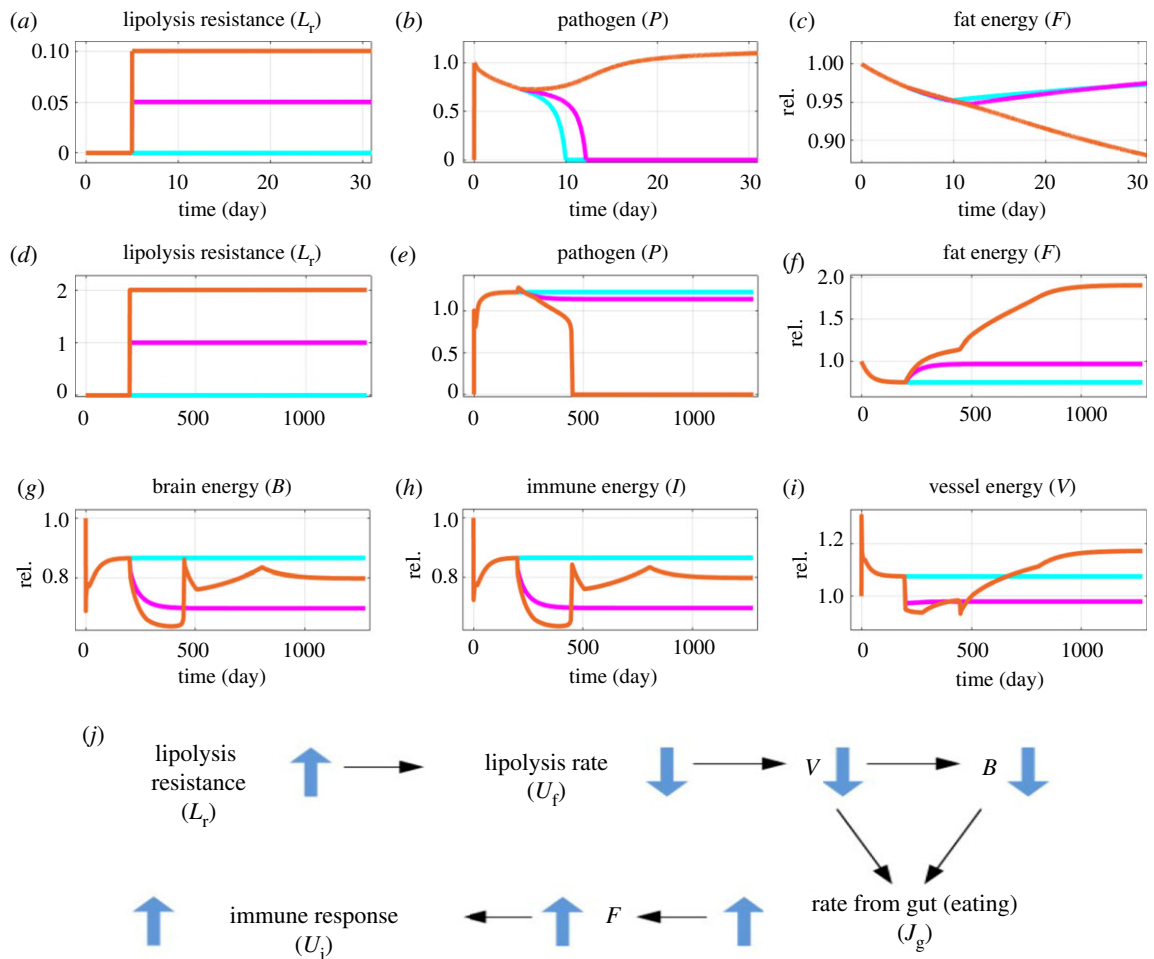 (a) lipolysis resistance (Lr)
(b) pathogen (P)
(c) fat energy (F)
0.10
0.05
0
0 10 20 30
time (day)
1.0
0.5
0
0 10 20 30
time (day)
rel.
1.00
0.95
0.90
0 10 20 30
time (day)
(d) lipolysis resistance (Lr)
(e) pathogen (P)
(f) fat energy (F)
2
1
0
0 500 1000
1.0
0.5
0
0 500 1000
rel.
2.0
1.5
1.0
0 500 1000
(g) brain energy (B)
(h) immune energy (I)
(i) vessel energy (V)
rel.
1.0
0.8
0 500 1000
time (day)
rel.
1.0
0.8
0 500 1000
time (day)
rel.
1.2
1.0
0 500 1000
time (day)
(j)
lipolysis
resistance
(Lr)
lipolysis rate
(Uf)
V
B
immune response
(Ui)
F
rate from gut (eating)
(Jg)